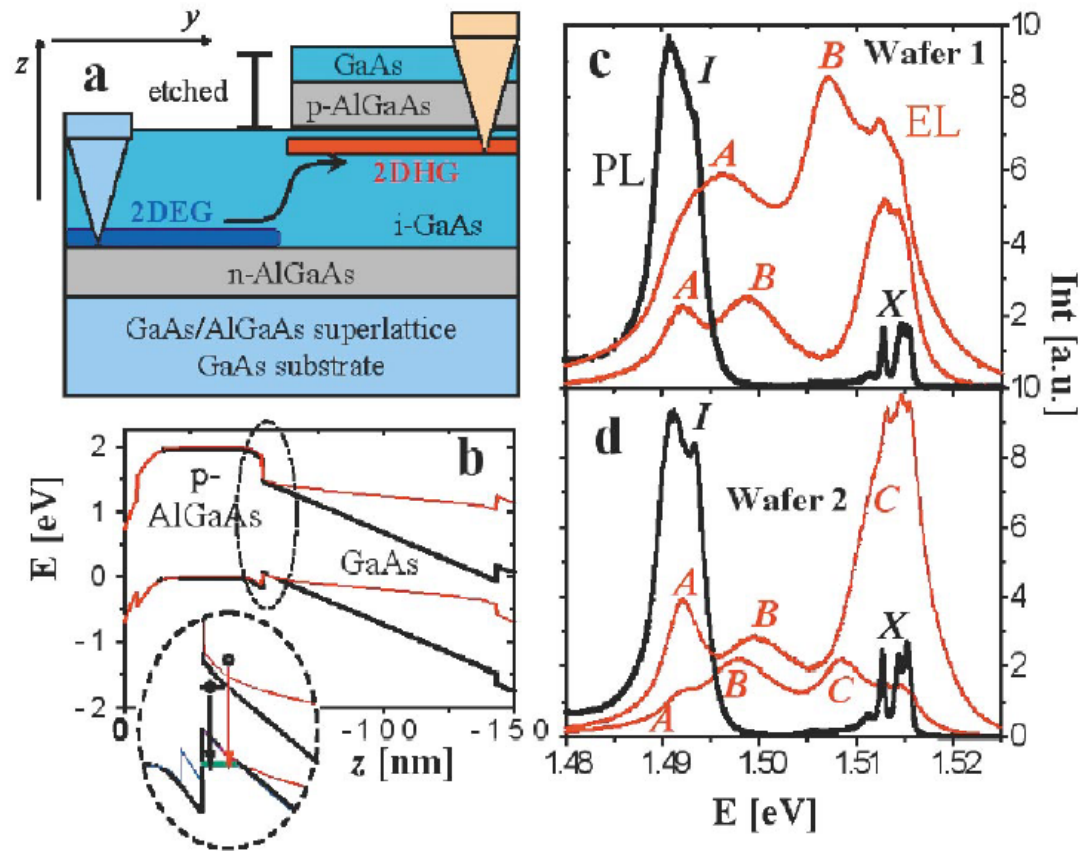 y
z
a
etched
GaAs
p-AlGaAs
2DHG
2DEG
i-GaAs
n-AlGaAs
GaAs/AlGaAs superlattice
GaAs substrate
b
E [eV]
2
1
0
-1
-2
p-
AlGaAs
GaAs
0
-100
-150
z [nm]
c
Wafer 1
PL
I
EL
A
B
A
B
X
10
8
6
4
2
10
Int [a.u.]
d
Wafer 2
I
A
B
C
X
A
B
C
8
6
4
2
0
1.48
1.49
1.50
1.51
1.52
E [eV]